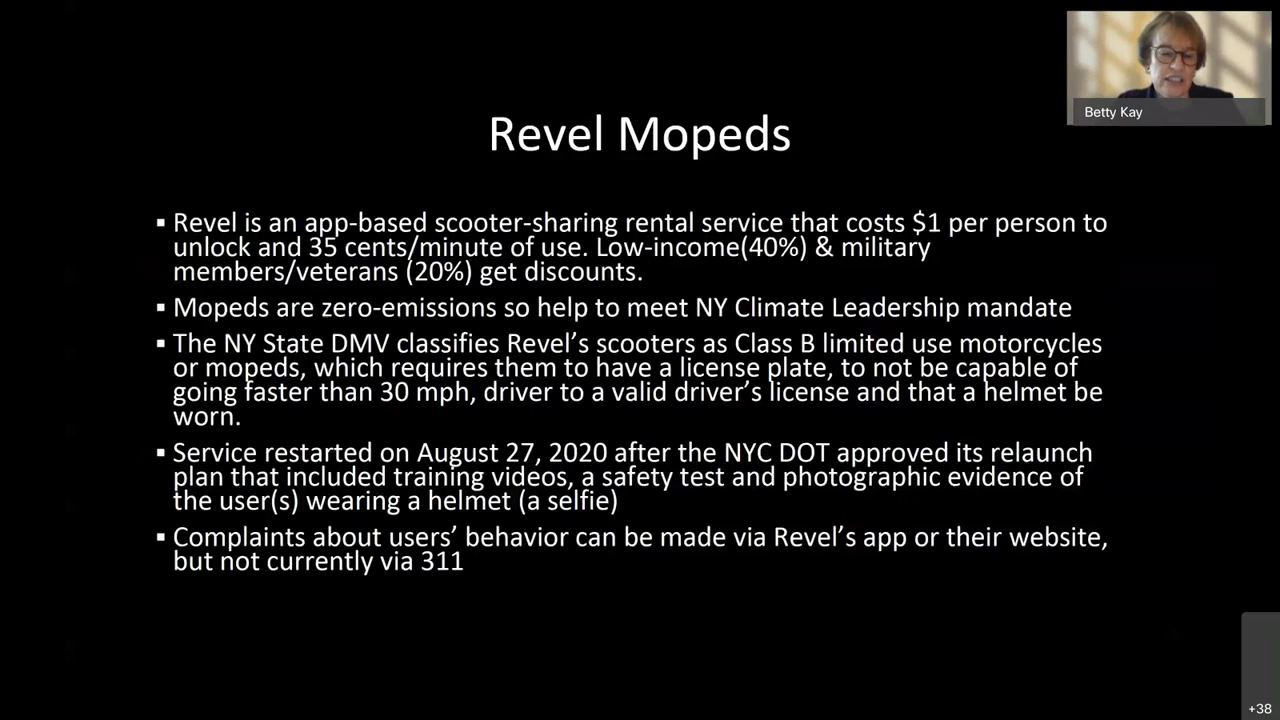 Betty Kay
Revel Mopeds
▪ Revel is an app-based scooter-sharing rental service that costs $1 per person to
unlock and 35 cents/minute of use. Low-income(40%) & military
members/veterans (20%) get discounts.
▪ Mopeds are zero-emissions so help to meet NY Climate Leadership mandate
▪ The NY State DMV classifies Revel’s scooters as Class B limited use motorcycles
or mopeds, which requires them to have a license plate, to not be capable of
going faster than 30 mph, driver to a valid driver’s license and that a helmet be
worn.
▪ Service restarted on August 27, 2020 after the NYC DOT approved its relaunch
plan that included training videos, a safety test and photographic evidence of
the user(s) wearing a helmet (a selfie)
▪ Complaints about users’ behavior can be made via Revel’s app or their website,
but not currently via 311
+38